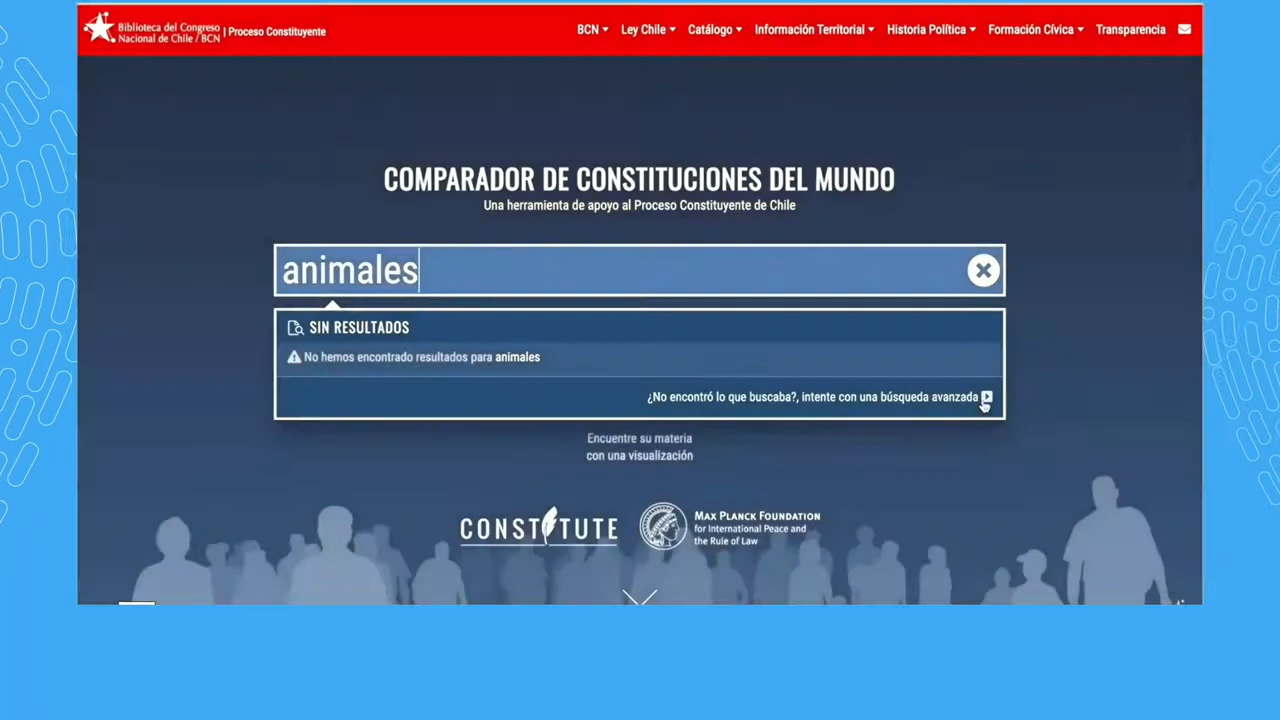 Biblioteca del Congreso
Nacional de Chile / BCN
| Proceso Constituyente
BCN
Ley Chile
Catálogo
Información Territorial
Historia Política
Formación Cívica
Transparencia
COMPARADOR DE CONSTITUCIONES DEL MUNDO
Una herramienta de apoyo al Proceso Constituyente de Chile
animales
SIN RESULTADOS
No hemos encontrado resultados para animales
¿No encontró lo que buscaba?, intente con una búsqueda avanzada
Encuentre su materia
con una visualización
CONSTITUTE
MAX PLANCK FOUNDATION
for International Peace and
the Rule of Law